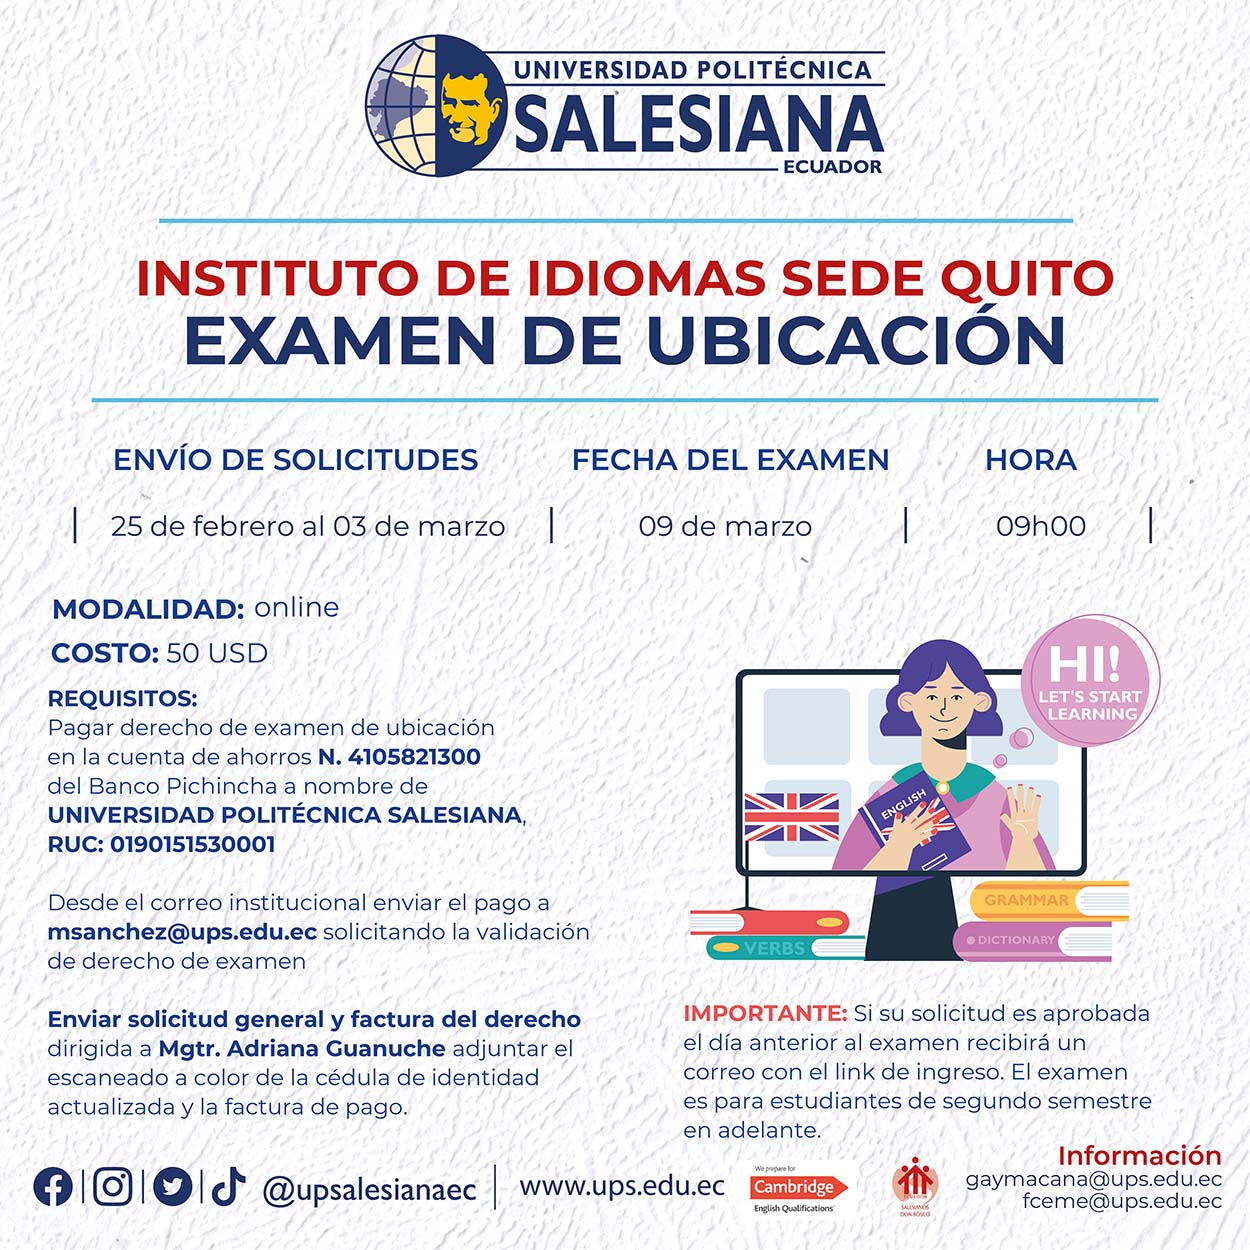 UNIVERSIDAD POLITÉCNICA
SALESIANA
ECUADOR
INSTITUTO DE IDIOMAS SEDE QUITO
EXAMEN DE UBICACIÓN
ENVÍO DE SOLICITUDES
FECHA DEL EXAMEN
HORA
25 de febrero al 03 de marzo
09 de marzo
09h00
MODALIDAD: online
COSTO: 50 USD
REQUISITOS:
Pagar derecho de examen de ubicación
en la cuenta de ahorros N. 4105821300
del Banco Pichincha a nombre de
UNIVERSIDAD POLITÉCNICA SALESIANA,
RUC: 0190151530001
Desde el correo institucional enviar el pago a
msanchez@ups.edu.ec solicitando la validación
de derecho de examen
Enviar solicitud general y factura del derecho
dirigida a Mgtr. Adriana Guanuche adjuntar el
escaneado a color de la cédula de identidad
actualizada y la factura de pago.
HI!
LET'S START
LEARNING
ENGLISH
GRAMMAR
VERBS
DICTIONARY
IMPORTANTE: Si su solicitud es aprobada
el día anterior al examen recibirá un
correo con el link de ingreso. El examen
es para estudiantes de segundo semestre
en adelante.
Información
gaymacana@ups.edu.ec
fceme@ups.edu.ec
@upsalesianaec
www.ups.edu.ec
We prepare for
Cambridge
English Qualifications
SALESIANOS
DON BOSCO